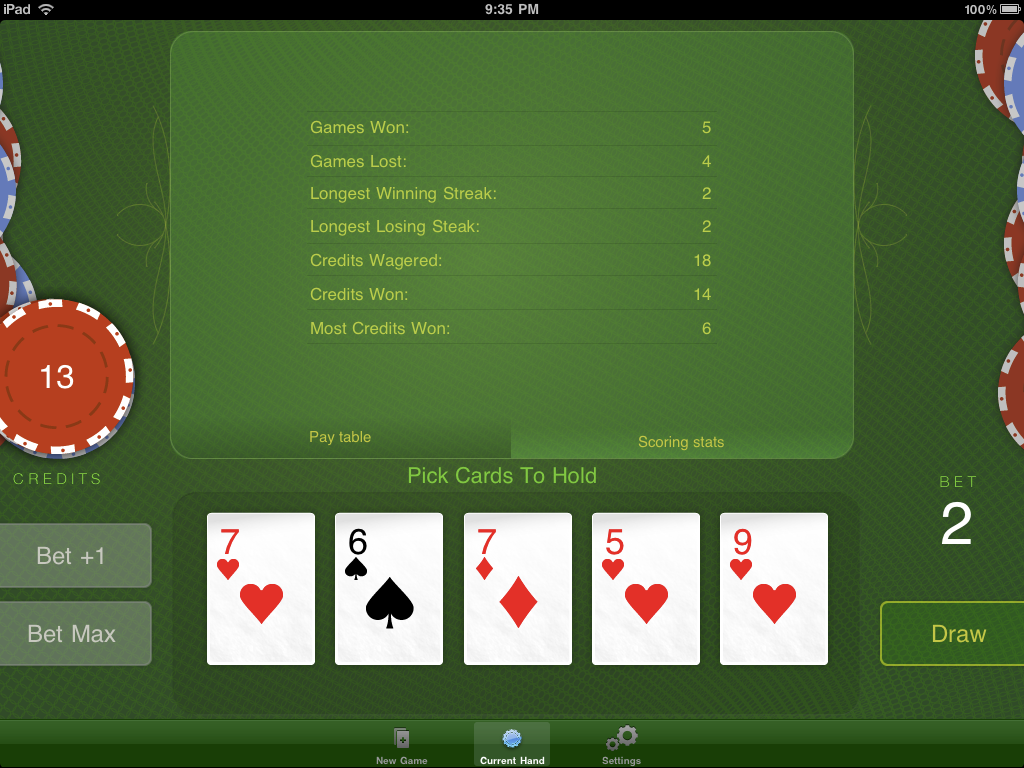 iPad 9:35 PM 100%
Games Won: 5
Games Lost: 4
Longest Winning Streak: 2
Longest Losing Steak: 2
Credits Wagered: 18
Credits Won: 14
Most Credits Won: 6
13
Pay table Scoring stats
CREDITS
Pick Cards To Hold
BET
2
Bet +1
Bet Max
7 6 7 5 9
Draw
New Game Current Hand Settings